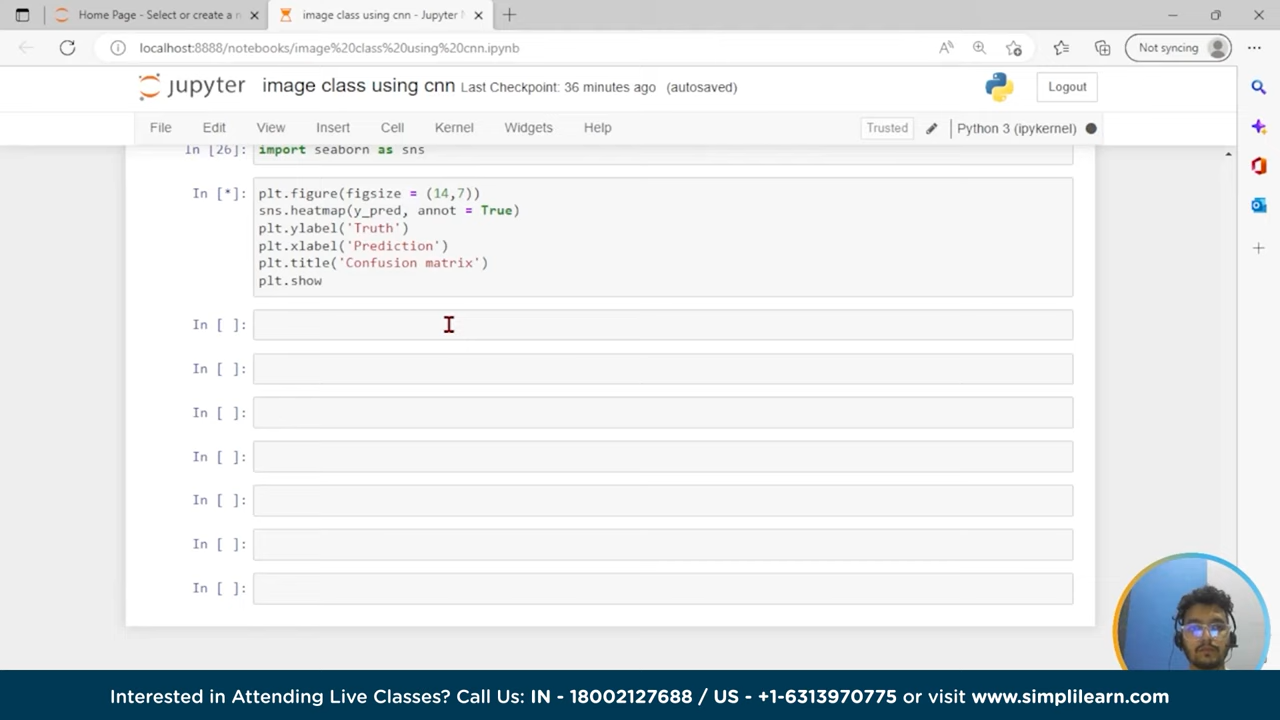 Home Page - Select or create a n
image class using cnn - Jupyter N
localhost:8888/notebooks/image%20class%20using%20cnn.ipynb
Not syncing
jupyter image class using cnn Last Checkpoint: 36 minutes ago (autosaved)
Logout
File Edit View Insert Cell Kernel Widgets Help
Trusted
Python 3 (ipykernel)
In [26]: import seaborn as sns
In [*]: plt.figure(figsize = (14,7))
sns.heatmap(y_pred, annot = True)
plt.ylabel('Truth')
plt.xlabel('Prediction')
plt.title('Confusion matrix')
plt.show
In [ ]:
In [ ]:
In [ ]:
In [ ]:
In [ ]:
In [ ]:
In [ ]:
Interested in Attending Live Classes? Call Us: IN - 18002127688 / US - +1-6313970775 or visit www.simplilearn.com